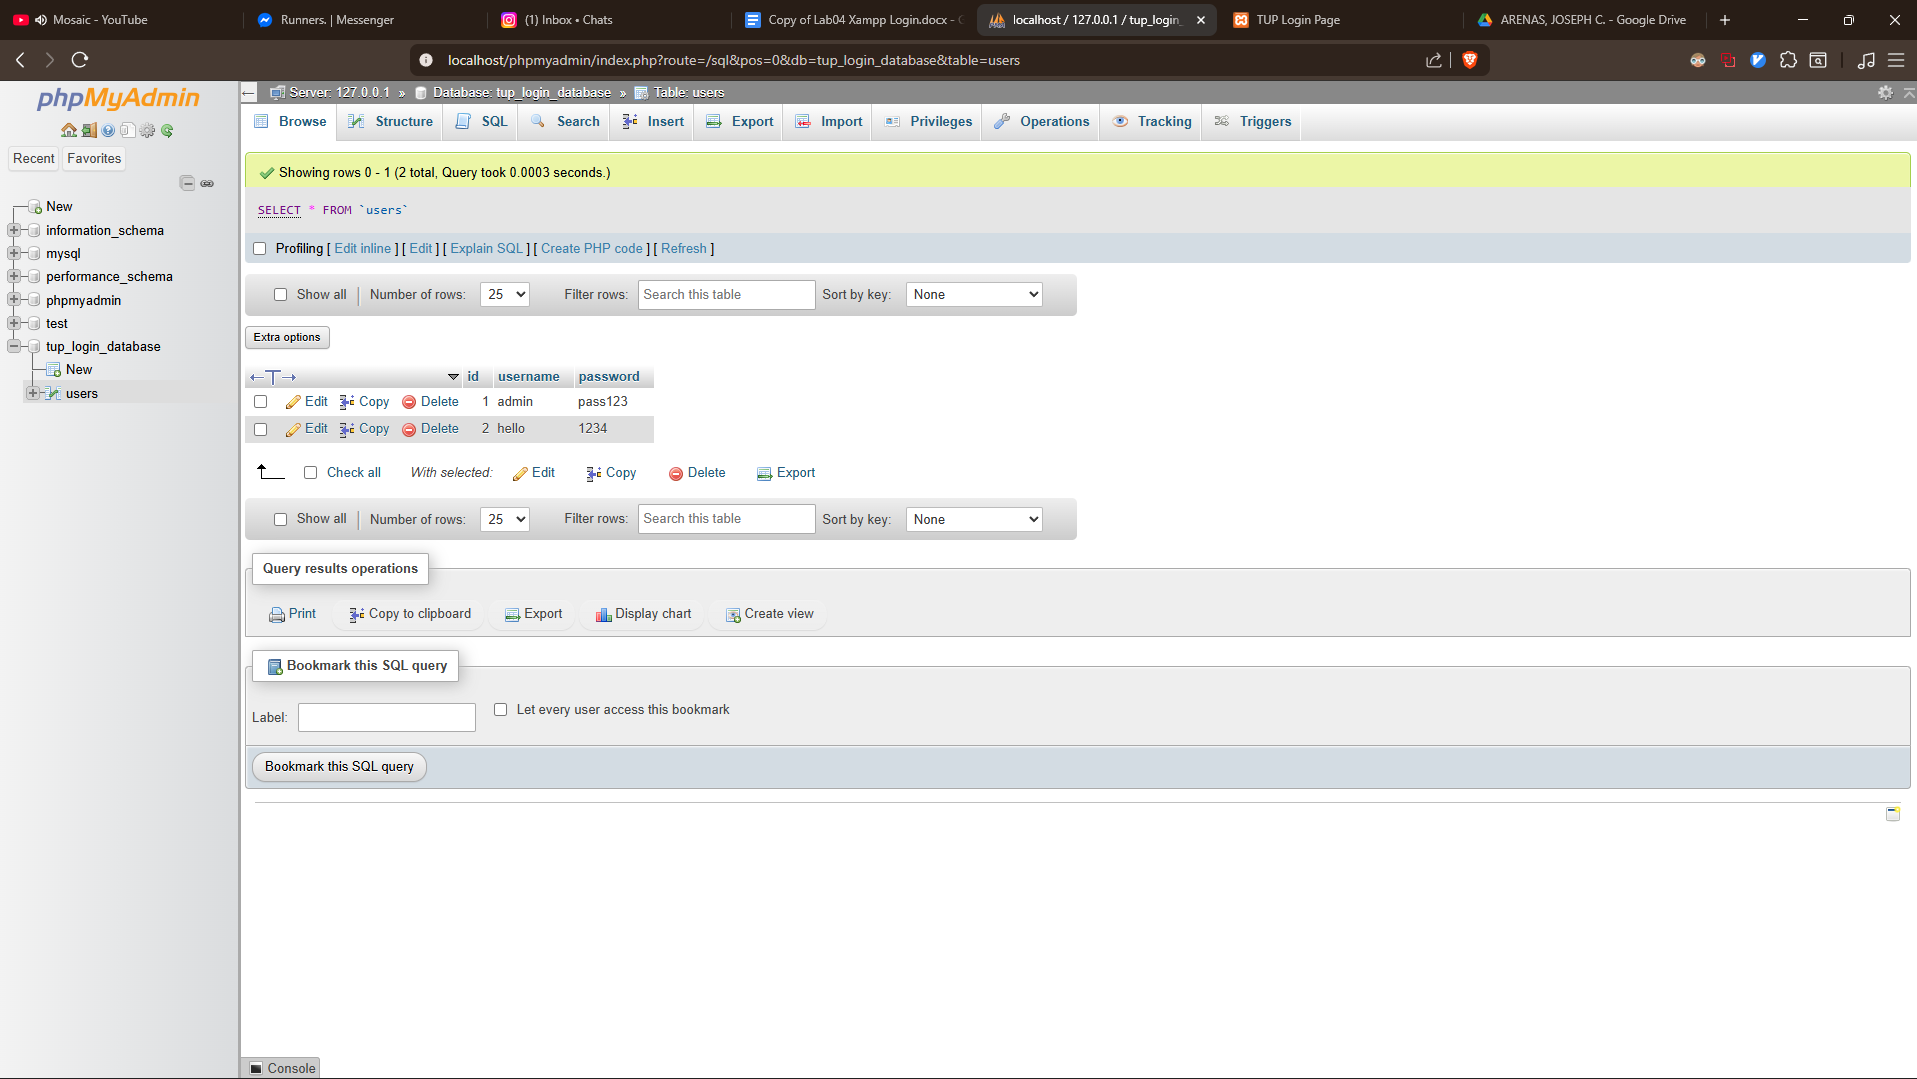 Mosaic - YouTube
Runners. | Messenger
(1) Inbox • Chats
Copy of Lab04 Xampp Login.docx - G
localhost / 127.0.0.1 / tup_login_
TUP Login Page
ARENAS, JOSEPH C. - Google Drive
localhost/phpmyadmin/index.php?route=/sql&pos=0&db=tup_login_database&table=users
phpMyAdmin
Recent
Favorites
New
information_schema
mysql
performance_schema
phpmyadmin
test
tup_login_database
New
users
Server: 127.0.0.1 » Database: tup_login_database » Table: users
Browse Structure SQL Search Insert Export Import Privileges Operations Tracking Triggers
Showing rows 0 - 1 (2 total, Query took 0.0003 seconds.)
SELECT * FROM `users`
Profiling [ Edit inline ] [ Edit ] [ Explain SQL ] [ Create PHP code ] [ Refresh ]
Show all Number of rows: 25 Filter rows: Search this table Sort by key: None
Extra options
id username password
Edit Copy Delete 1 admin pass123
Edit Copy Delete 2 hello 1234
Check all With selected: Edit Copy Delete Export
Show all Number of rows: 25 Filter rows: Search this table Sort by key: None
Query results operations
Print Copy to clipboard Export Display chart Create view
Bookmark this SQL query
Label: Let every user access this bookmark
Bookmark this SQL query
Console